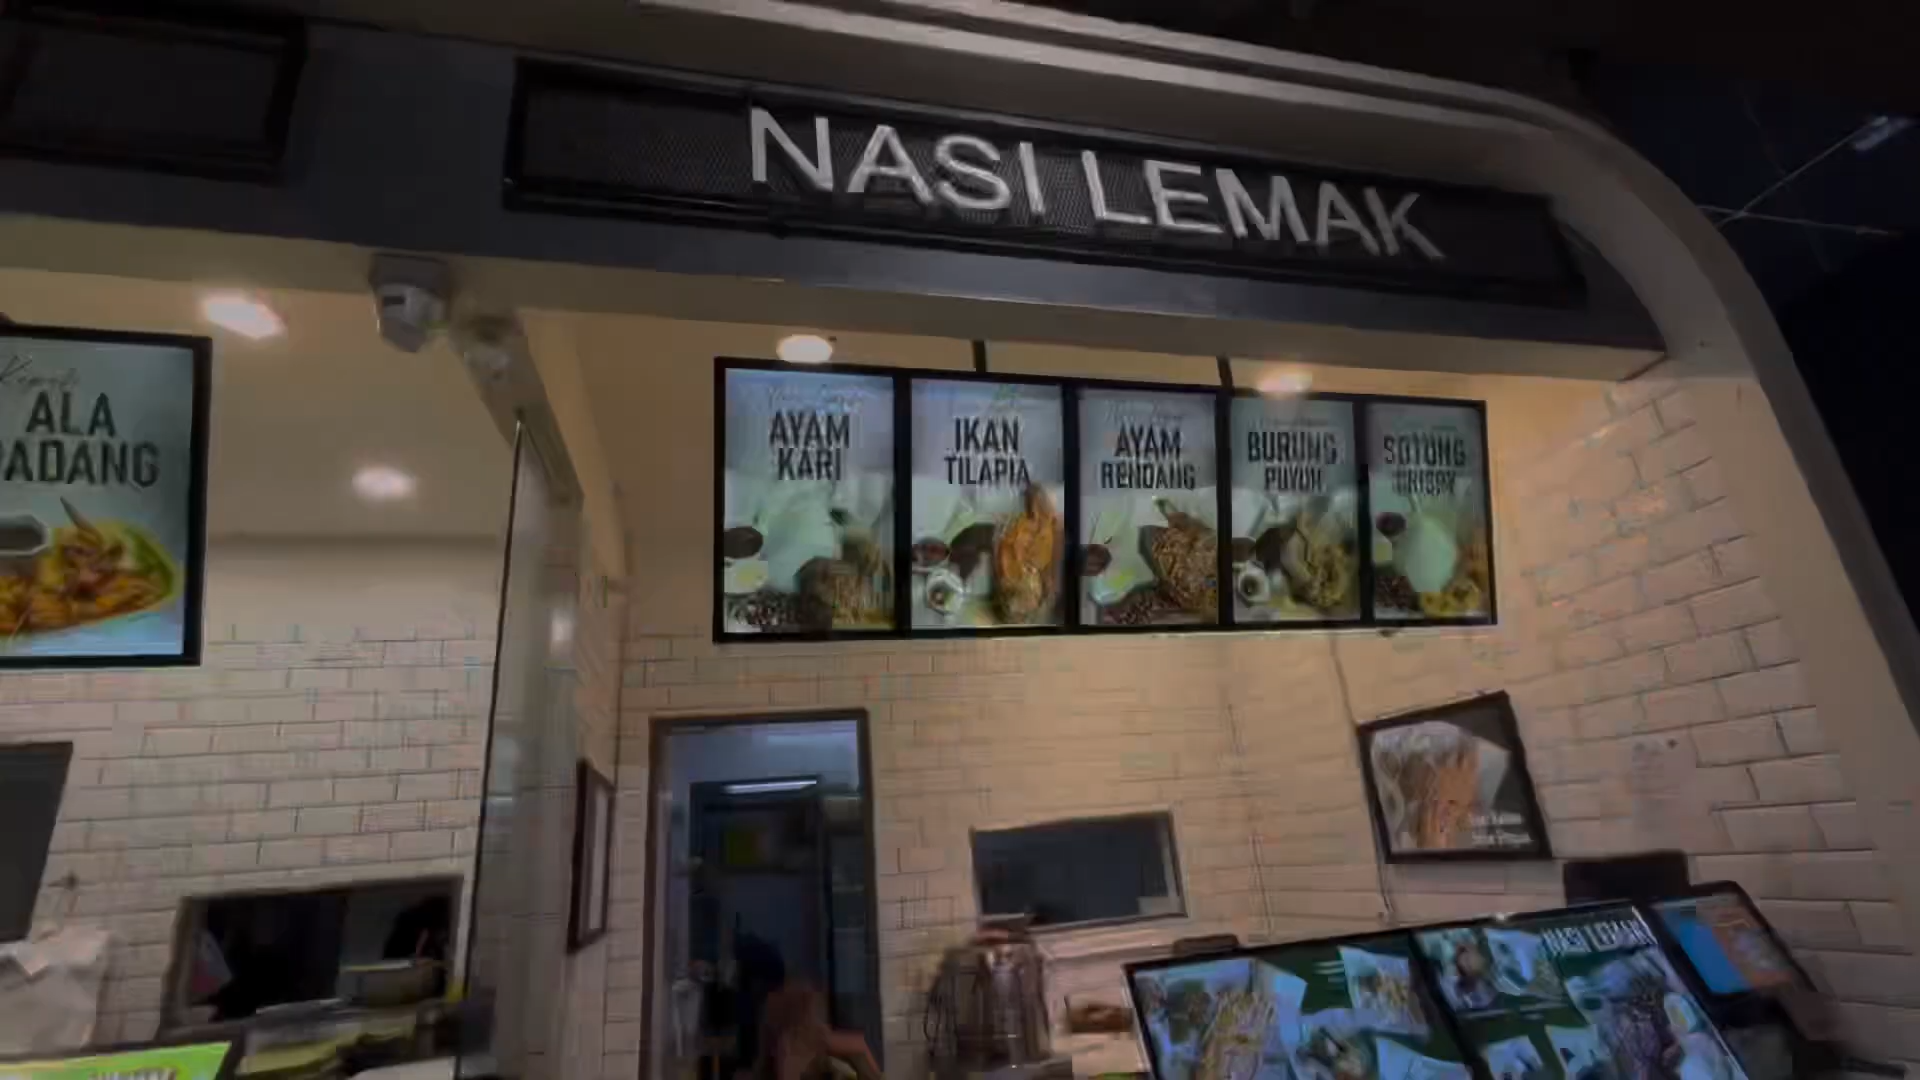 NASI LEMAK
ALA
PADANG
AYAM
KARI
IKAN
TILAPIA
AYAM
RENDANG
BURUNG
PUYUH
SOTONG
CRISPY
NASI LEMAK